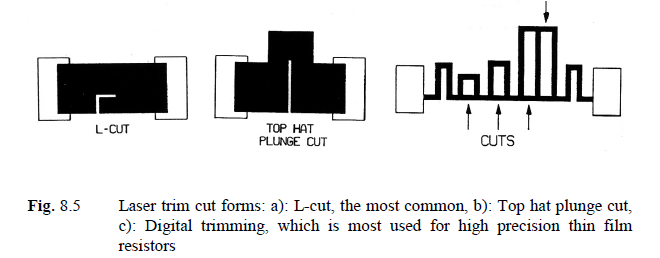 L-CUT
TOP HAT
PLUNGE CUT
CUTS
Fig. 8.5 Laser trim cut forms: a): L-cut, the most common, b): Top hat plunge cut,
c): Digital trimming, which is most used for high precision thin film
resistors